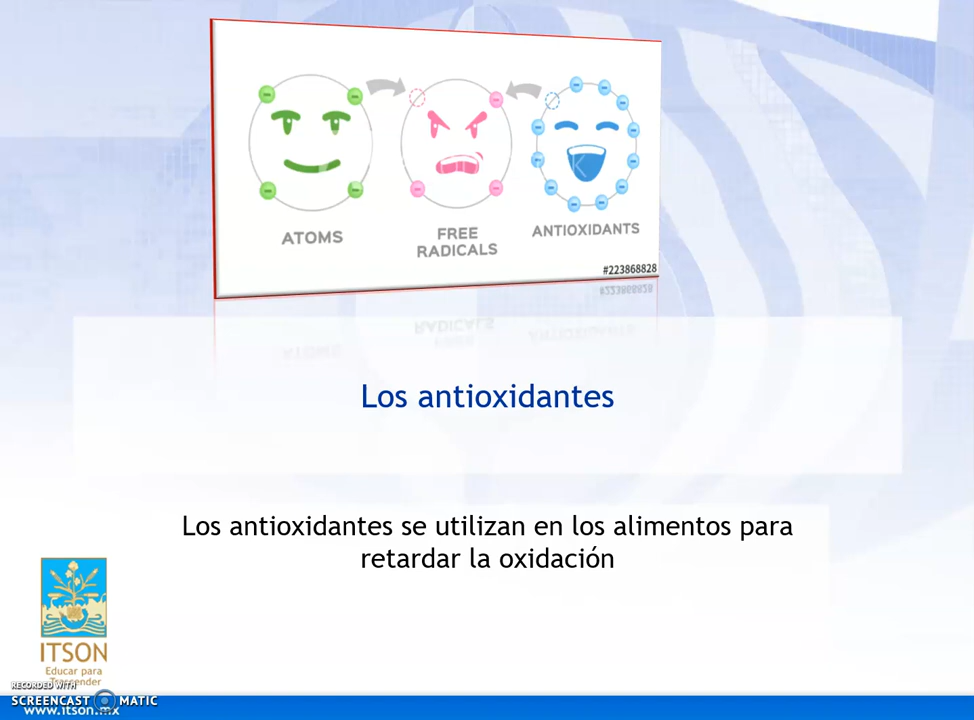 ATOMS
FREE
RADICALS
ANTIOXIDANTS
#223868828
Los antioxidantes
Los antioxidantes se utilizan en los alimentos para
retardar la oxidación
ITSON
Educar para
Trascender
RECORDED WITH
SCREENCAST MATIC
www.itson.mx